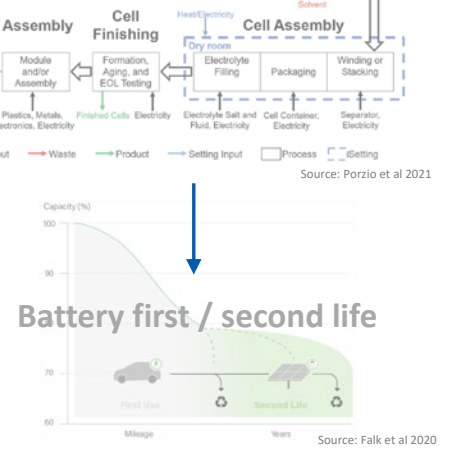 Solvent
Heat/Electricity
Assembly
Cell
Finishing
Cell Assembly
Dry room
Module
and/or
Assembly
Formation,
Aging, and
EOL Testing
Electrolyte
Filling
Packaging
Winding or
Stacking
Plastics, Metals,
Electricity
Finished Cells
Electricity
Electrolyte Salt and
Fluid, Electricity
Cell Container,
Electricity
Separator,
Electricity
Waste
Product
Setting Input
Process
Setting
Source: Porzio et al 2021
Capacity (%)
100
90
Battery first / second life
70
First Use
Second Life
60
Mileage
Years
Source: Falk et al 2020